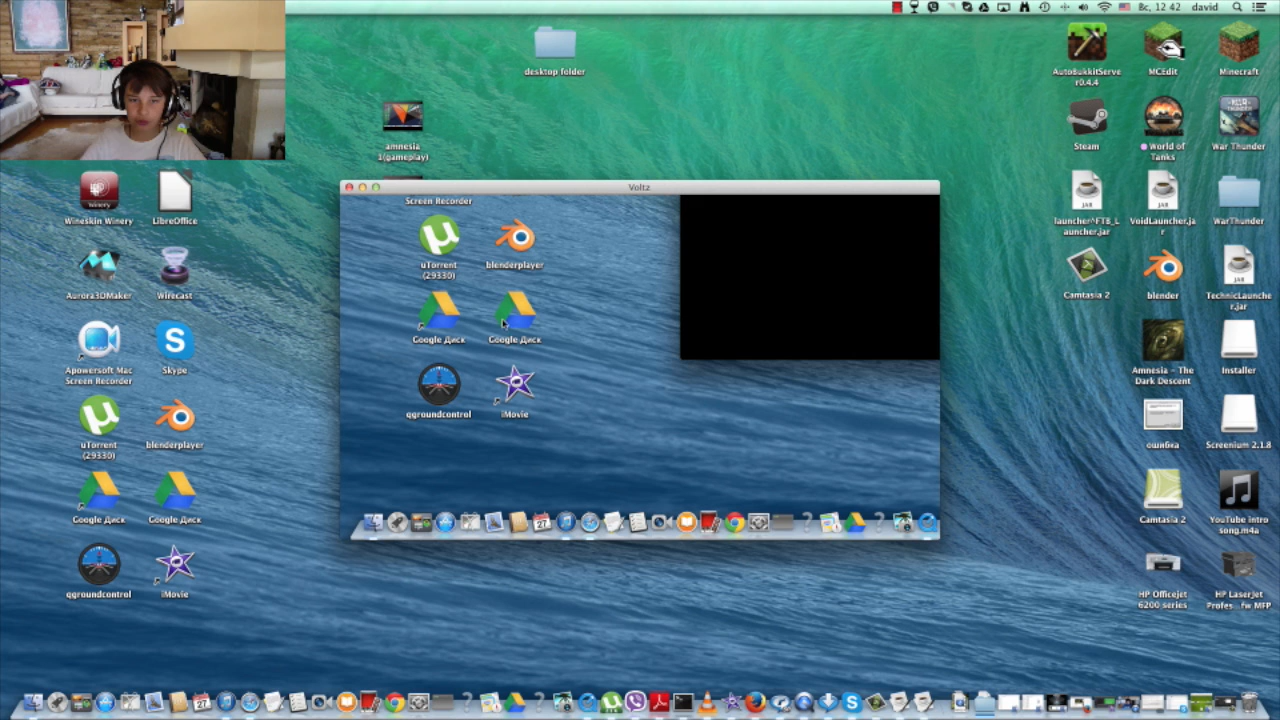 Вс, 12 42 david
desktop folder
amnesia
1(gameplay)
AutoBukkitServe
r0.4.4
MCEdit
Minecraft
Steam
World of
Tanks
War Thunder
Wineskin Winery
LibreOffice
launcher^FTB_L
auncher.jar
VoidLauncher.ja
r
WarThunder
Aurora3DMaker
Wirecast
Camtasia 2
blender
TechnicLaunche
r.jar
Apowersoft Mac
Screen Recorder
Skype
Amnesia – The
Dark Descent
Installer
uTorrent
(29330)
blenderplayer
ошибка
Screenium 2.1.8
Google Диск
Google Диск
Camtasia 2
YouTube intro
song.m4a
qgroundcontrol
iMovie
HP Officejet
6200 series
HP LaserJet
Profes...fw MFP
Voltz
Screen Recorder
uTorrent
(29330)
blenderplayer
Google Диск
Google Диск
qgroundcontrol
iMovie